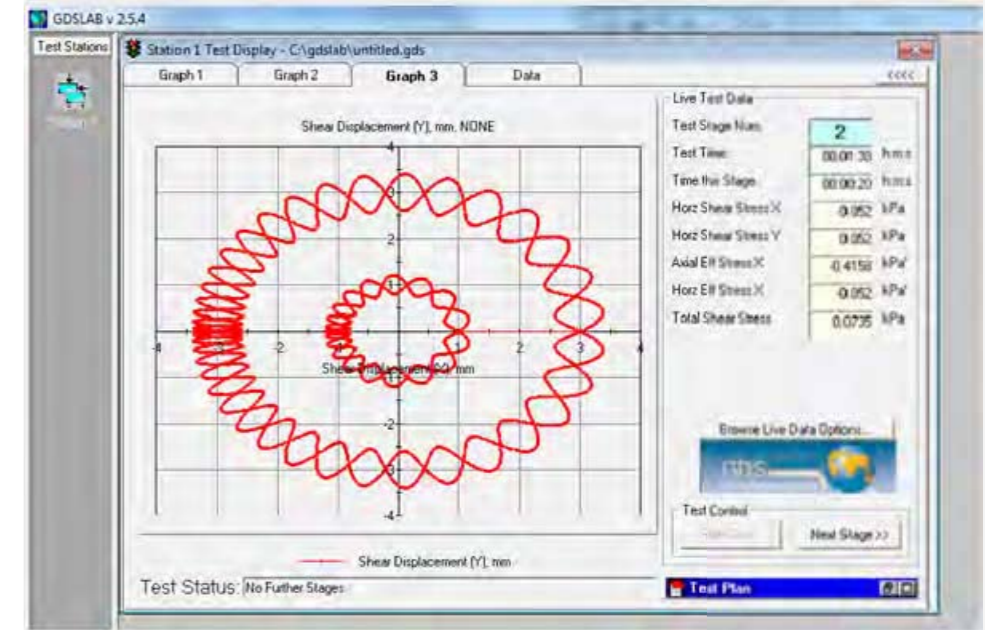 GDSLAB v 2.5.4
Test Stations
Station 1 Test Display - C:\gdslab\untitled.gds
Graph 1 Graph 2 Graph 3 Data <<<<
Live Test Data
Shear Displacement (Y), mm, NONE
Test Stage Num 2
Test Time: 00:01:30 h:m:s
Time this Stage 00:00:20 h:m:s
Horz Shear Stress X 0.052 kPa
Horz Shear Stress Y 0.052 kPa
Axial Eff Stress X -0.4158 kPa'
Horz Eff Stress X -0.052 kPa'
Total Shear Stress 0.0735 kPa
4
3
2
1
-4 -2 1 2 3 4
Shear Displacement (X), mm
-2
-3
-4
Browse Live Data Options...
Test Control
Next Stage >>
Shear Displacement (Y), mm
Test Status: No Further Stages
Test Plan